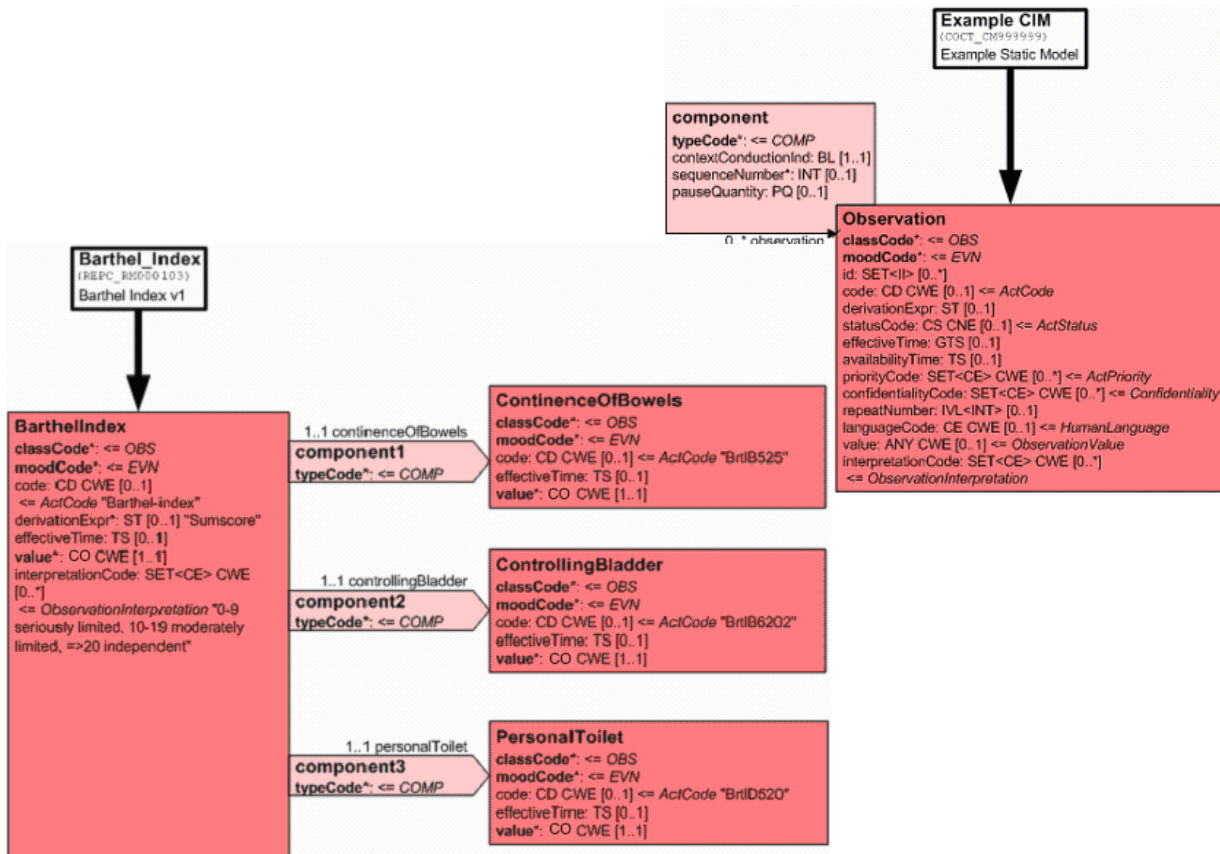 Example CIM
(COCT_CM999999)
Example Static Model
component
typeCode*: <= COMP
contextConductionInd: BL [1..1]
sequenceNumber*: INT [0..1]
pauseQuantity: PQ [0..1]
0..* observation
Observation
classCode*: <= OBS
moodCode*: <= EVN
id: SET<II> [0..*]
code: CD CWE [0..1] <= ActCode
derivationExpr: ST [0..1]
statusCode: CS CNE [0..1] <= ActStatus
effectiveTime: GTS [0..1]
availabilityTime: TS [0..1]
priorityCode: SET<CE> CWE [0..*] <= ActPriority
confidentialityCode: SET<CE> CWE [0..*] <= Confidentiality
repeatNumber: IVL<INT> [0..1]
languageCode: CE CWE [0..1] <= HumanLanguage
value: ANY CWE [0..1] <= ObservationValue
interpretationCode: SET<CE> CWE [0..*]
<= ObservationInterpretation
Barthel_Index
(REPC_RM000103)
Barthel Index v1
BarthelIndex
classCode*: <= OBS
moodCode*: <= EVN
code: CD CWE [0..1]
<= ActCode "Barthel-index"
derivationExpr*: ST [0..1] "Sumscore"
effectiveTime: TS [0..1]
value*: CO CWE [1..1]
interpretationCode: SET<CE> CWE
[0..*]
<= ObservationInterpretation "0-9
seriously limited, 10-19 moderately
limited, =>20 independent"
1..1 continenceOfBowels
component1
typeCode*: <= COMP
ContinenceOfBowels
classCode*: <= OBS
moodCode*: <= EVN
code: CD CWE [0..1] <= ActCode "BrtIB525"
effectiveTime: TS [0..1]
value*: CO CWE [1..1]
1..1 controllingBladder
component2
typeCode*: <= COMP
ControllingBladder
classCode*: <= OBS
moodCode*: <= EVN
code: CD CWE [0..1] <= ActCode "BrtIB6202"
effectiveTime: TS [0..1]
value*: CO CWE [1..1]
1..1 personalToilet
component3
typeCode*: <= COMP
PersonalToilet
classCode*: <= OBS
moodCode*: <= EVN
code: CD CWE [0..1] <= ActCode "BrtID520"
effectiveTime: TS [0..1]
value*: CO CWE [1..1]